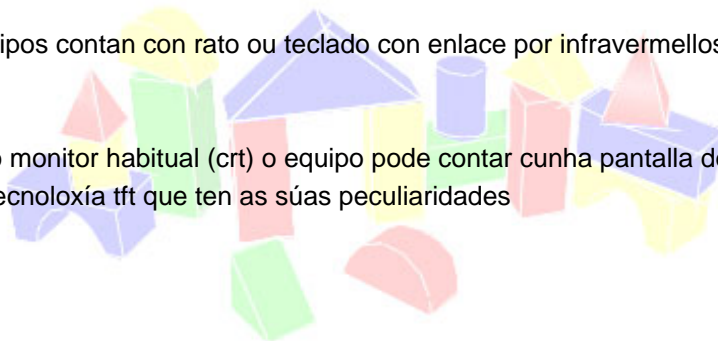 ipos contan con rato ou teclado con enlace por infravermellos
o monitor habitual (crt) o equipo pode contar cunha pantalla de
ecnoloxía tft que ten as súas peculiaridades